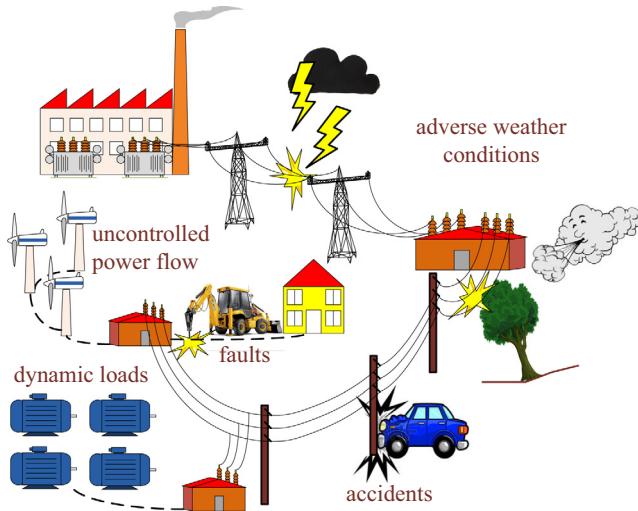 adverse weather
conditions
uncontrolled
power flow
faults
dynamic loads
accidents